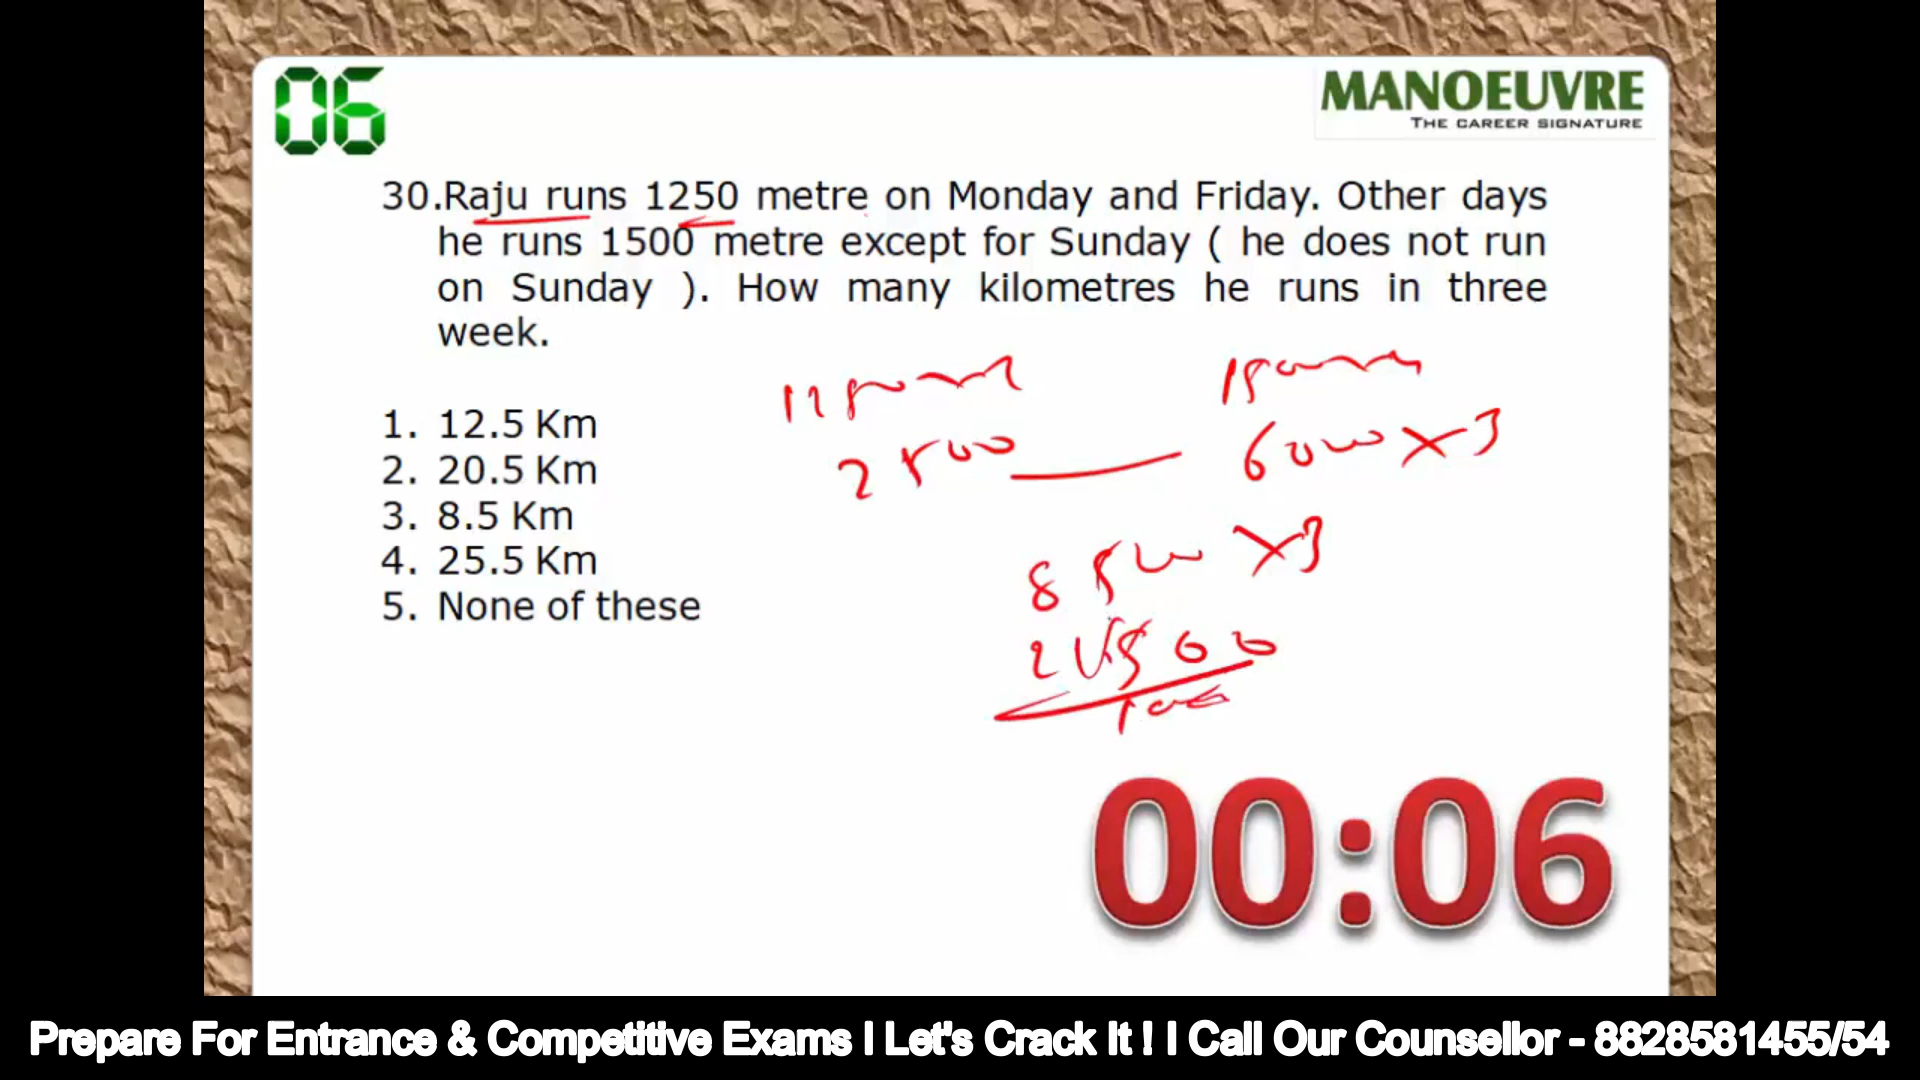 06
MANOEUVRE
THE CAREER SIGNATURE
30.Raju runs 1250 metre on Monday and Friday. Other days
he runs 1500 metre except for Sunday ( he does not run
on Sunday ). How many kilometres he runs in three
week.
1. 12.5 Km
2. 20.5 Km
3. 8.5 Km
4. 25.5 Km
5. None of these
2500
6000 × 3
8500 × 3
25500
00:06
Prepare For Entrance & Competitive Exams I Let's Crack It ! I Call Our Counsellor - 8828581455/54